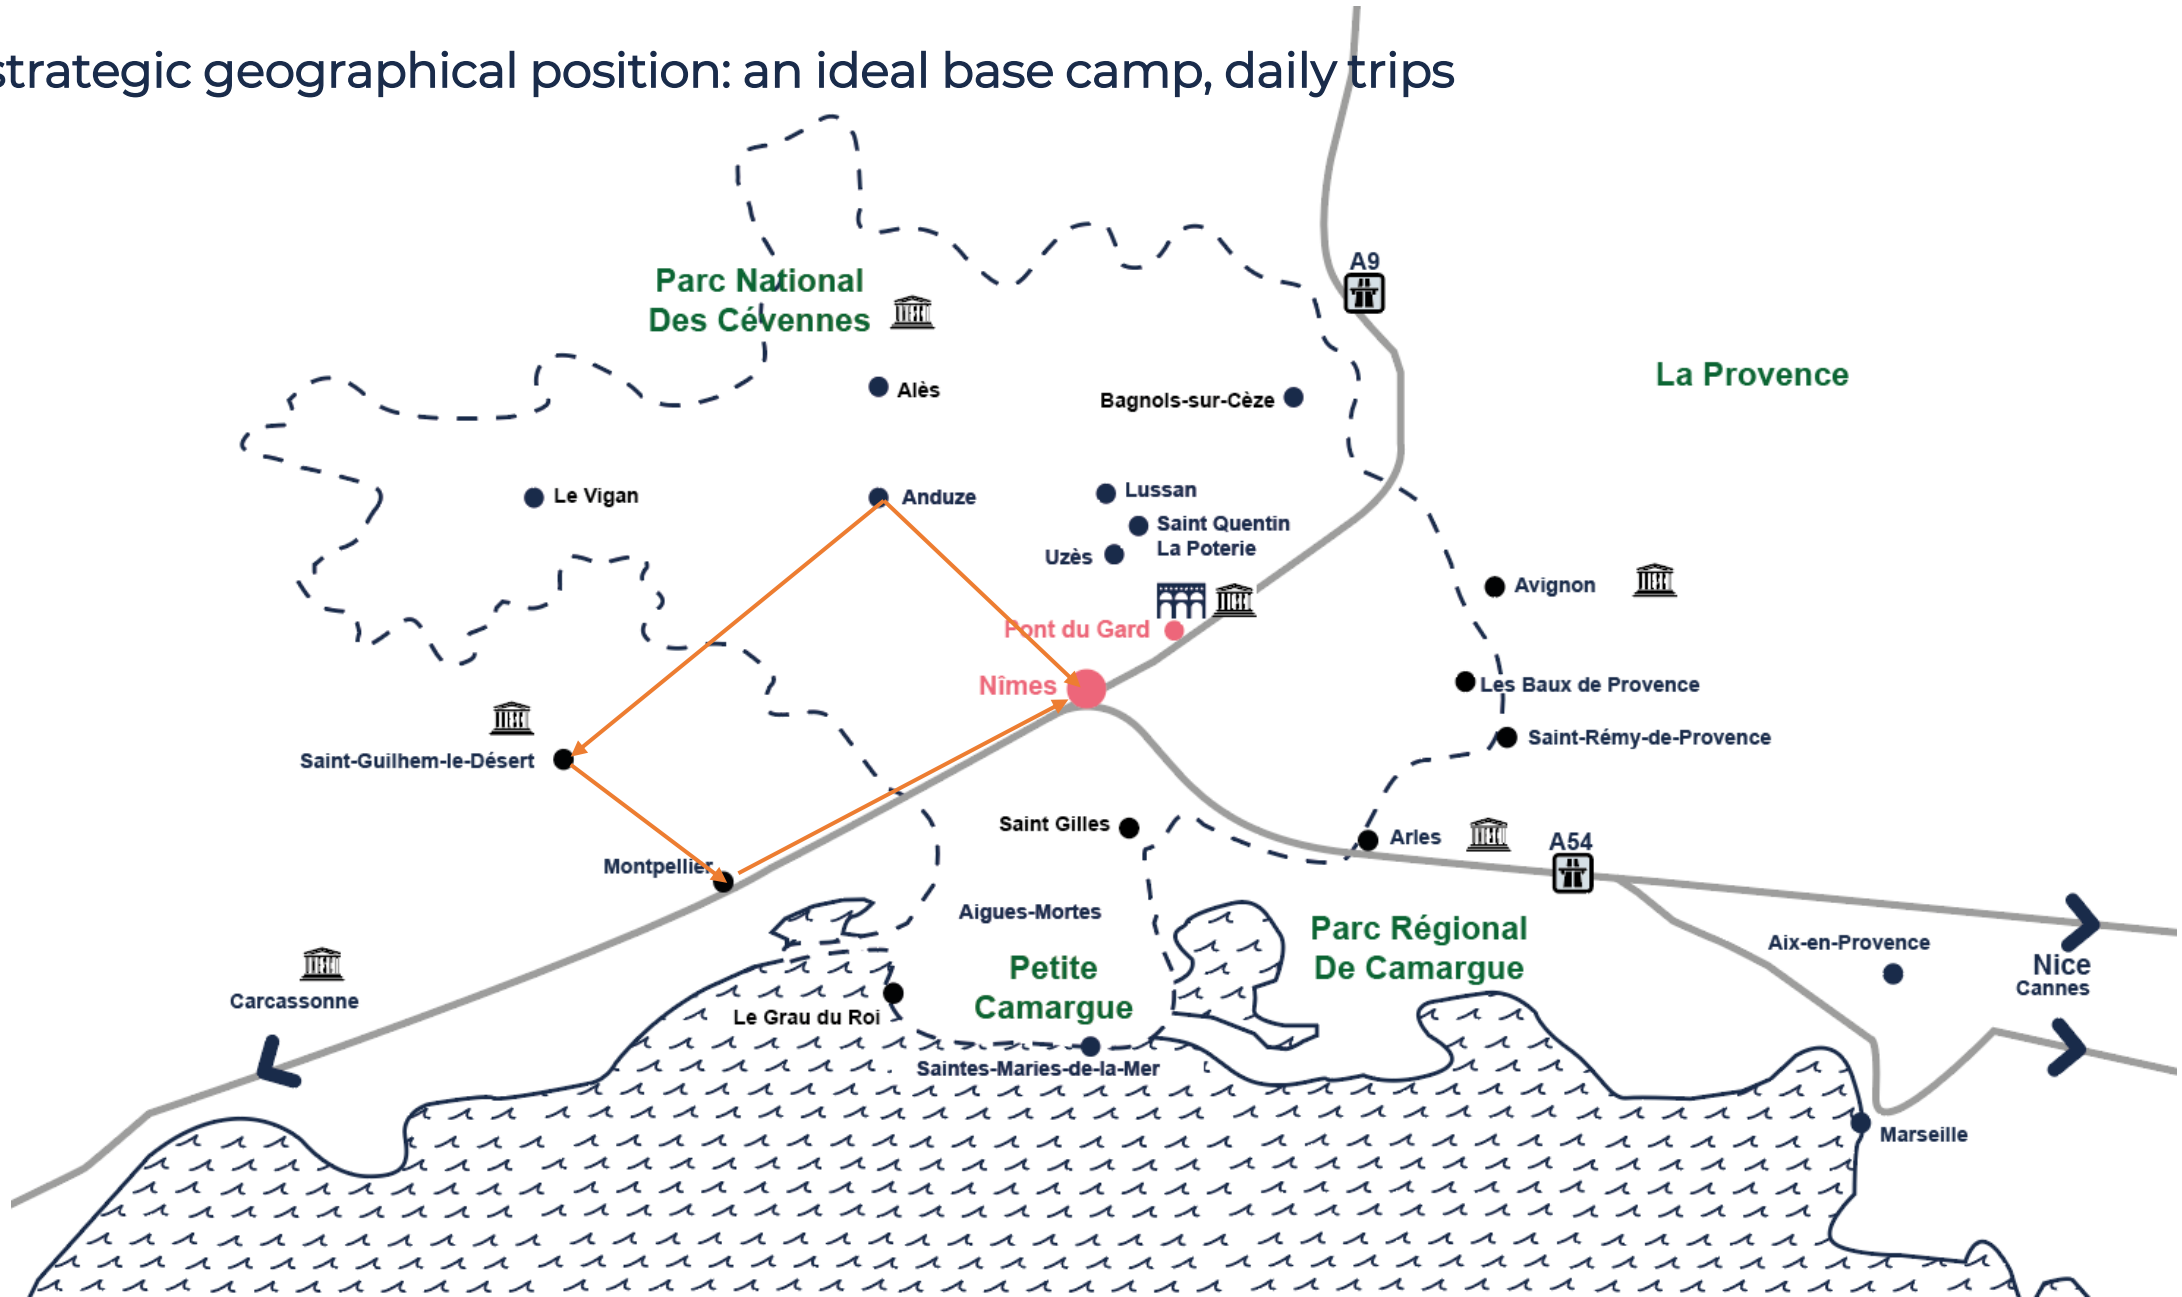 strategic geographical position: an ideal base camp, daily trips
A9
Parc National
Des Cévennes
La Provence
Alès
Bagnols-sur-Cèze
Le Vigan
Anduze
Lussan
Saint Quentin
La Poterie
Uzès
Avignon
Pont du Gard
Nîmes
Les Baux de Provence
Saint-Rémy-de-Provence
Saint-Guilhem-le-Désert
Saint Gilles
Arles
A54
Montpellier
Aigues-Mortes
Parc Régional
De Camargue
Aix-en-Provence
Petite
Camargue
Nice
Cannes
Carcassonne
Le Grau du Roi
Saintes-Maries-de-la-Mer
Marseille